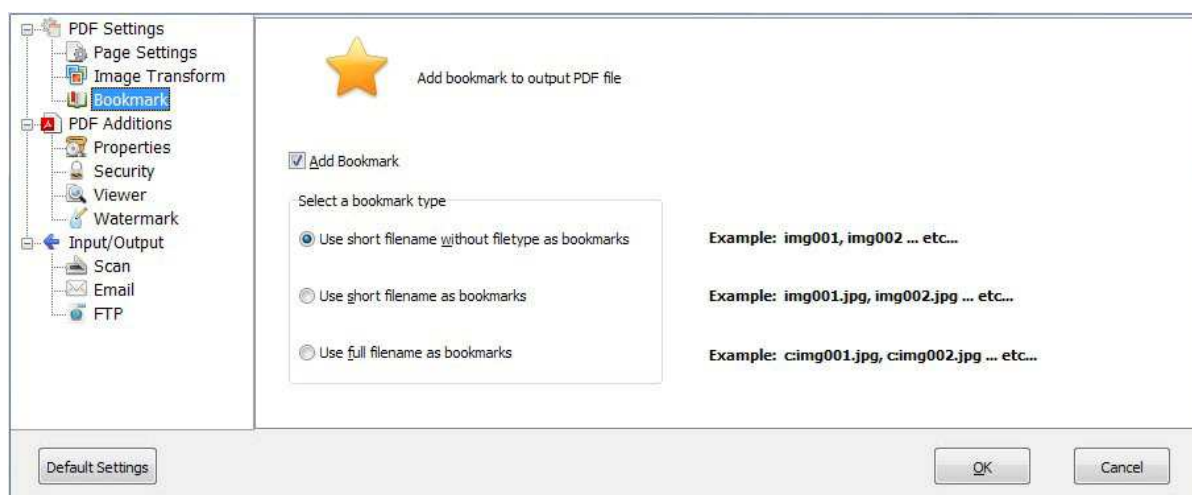 PDF Settings
Page Settings
Image Transform
Bookmark
PDF Additions
Properties
Security
Viewer
Watermark
Input/Output
Scan
Email
FTP
Add bookmark to output PDF file
Add Bookmark
Select a bookmark type
Use short filename without filetype as bookmarks Example: img001, img002 ... etc...
Use short filename as bookmarks Example: img001.jpg, img002.jpg ... etc...
Use full filename as bookmarks Example: c:img001.jpg, c:img002.jpg ... etc...
Default Settings OK Cancel